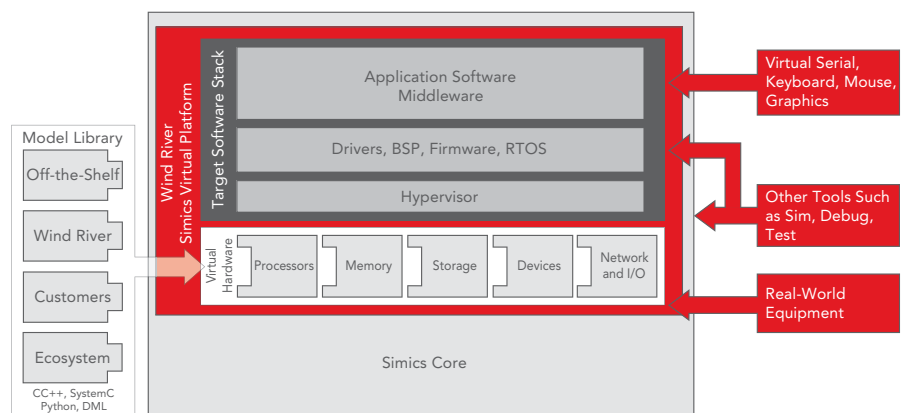 Model Library
Off-the-Shelf
Wind River
Customers
Ecosystem
CC++, SystemC
Python, DML
Wind River
Simics Virtual Platform
Target Software Stack
Application Software
Middleware
Drivers, BSP, Firmware, RTOS
Hypervisor
Virtual
Hardware
Processors
Memory
Storage
Devices
Network
and I/O
Simics Core
Virtual Serial,
Keyboard, Mouse,
Graphics
Other Tools Such
as Sim, Debug,
Test
Real-World
Equipment